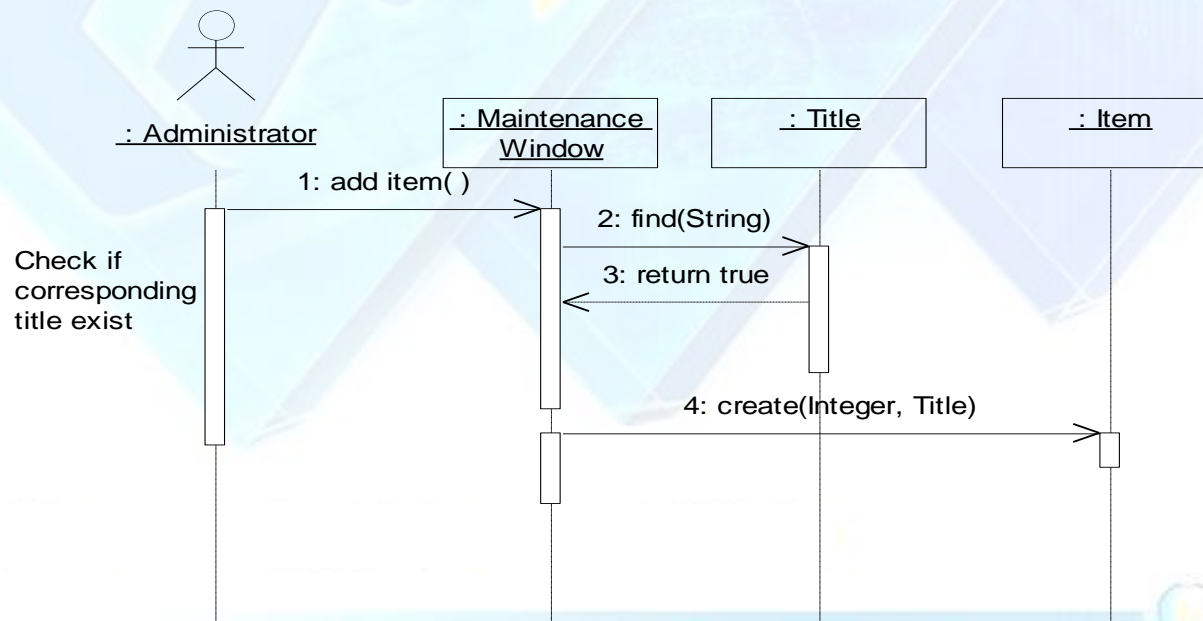 : Administrator
: Maintenance
Window
: Title
: Item
1: add item( )
2: find(String)
3: return true
Check if
corresponding
title exist
4: create(Integer, Title)